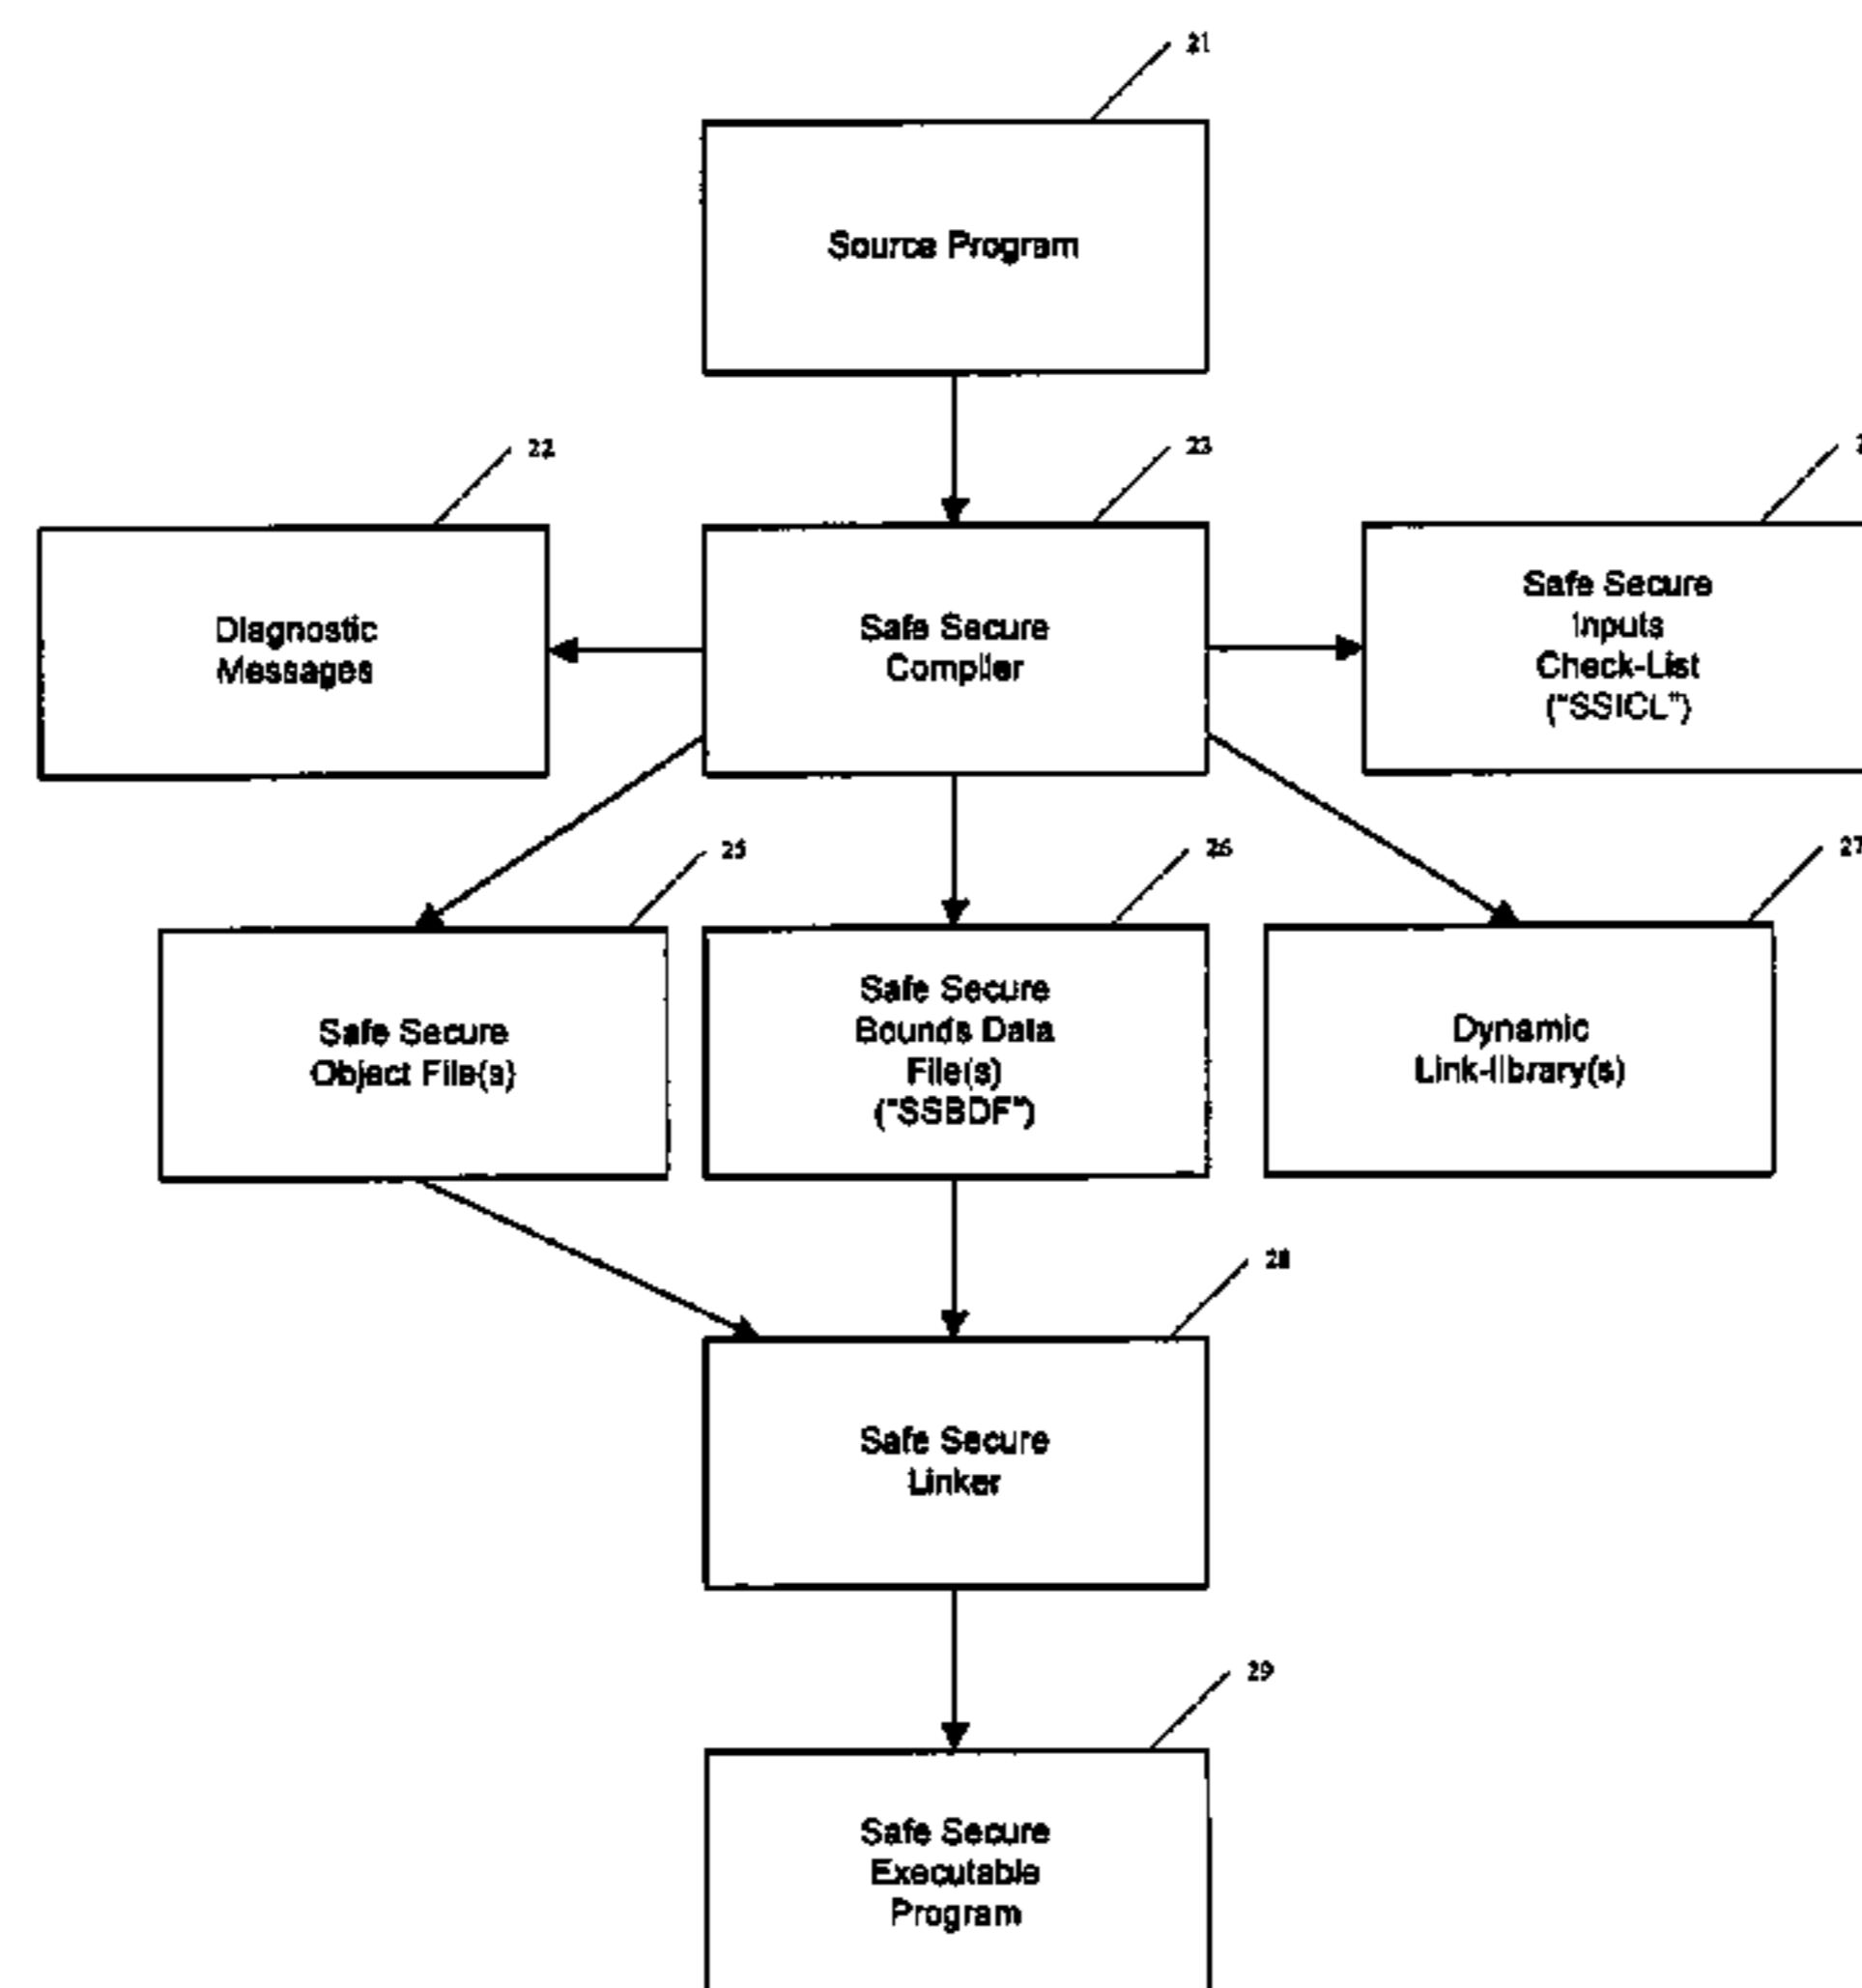 21
Source Program
22
23
Diagnostic
Messages
Safe Secure
Compiler
Safe Secure
Inputs
Check-List
("SSICL")
25
26
27
Safe Secure
Object File(s)
Safe Secure
Bounds Data
File(s)
("SSBDF")
Dynamic
Link-library(s)
28
Safe Secure
Linker
29
Safe Secure
Executable
Program